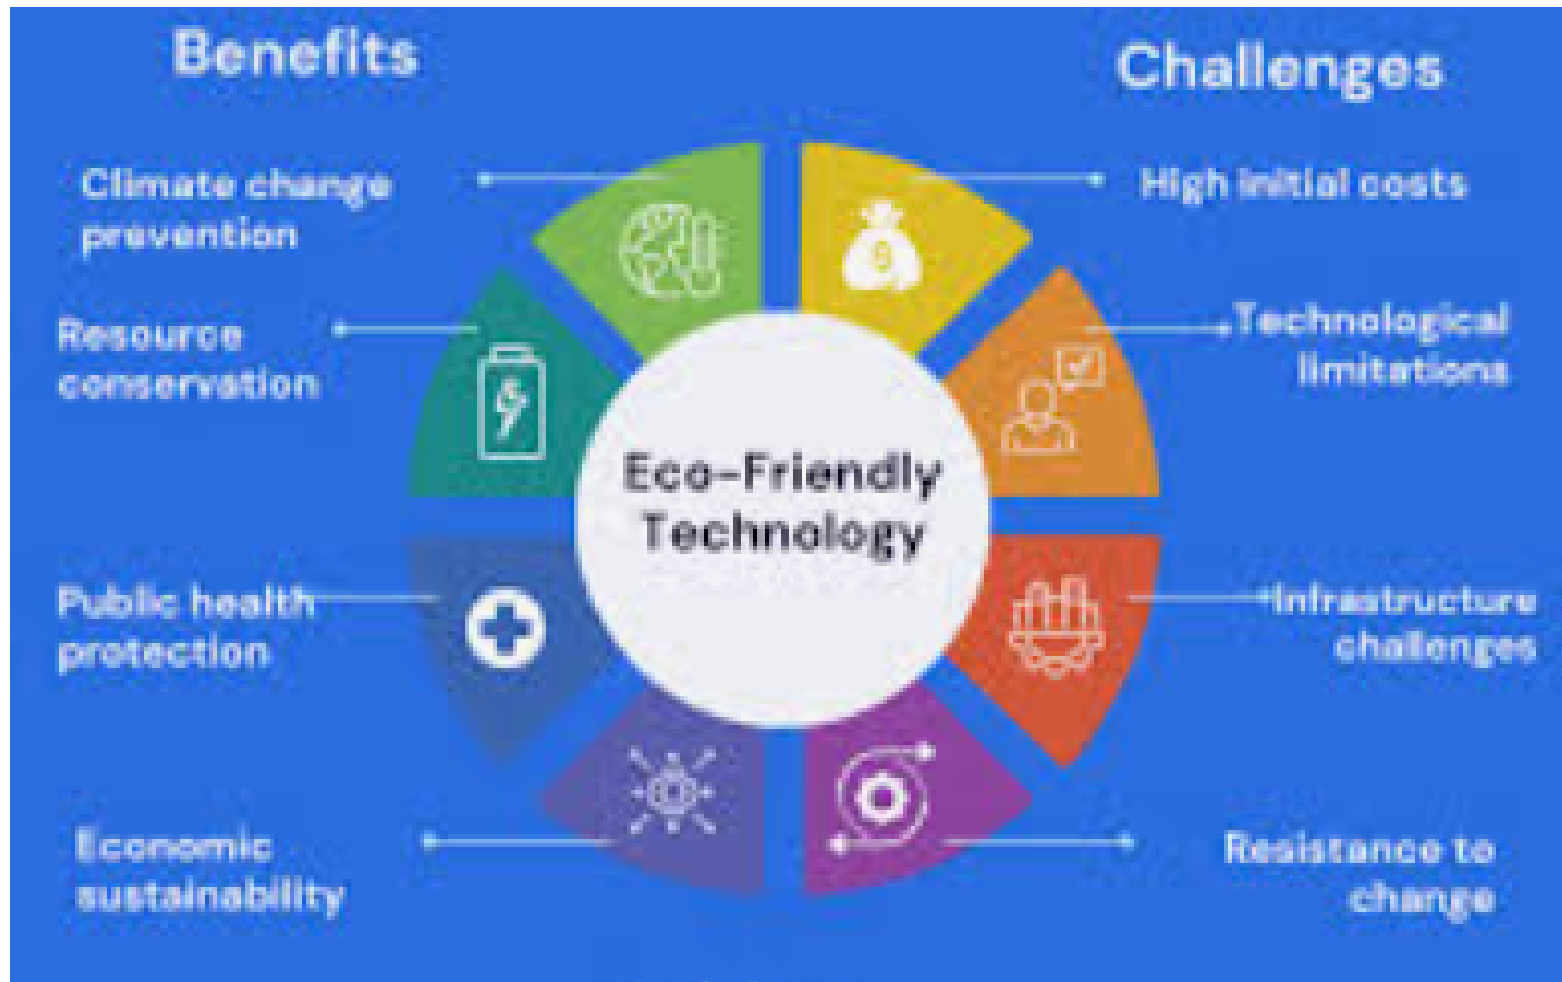 Benefits
Climate change
prevention
Resource
conservation
Public health
protection
Economic
sustainability
Eco-Friendly
Technology
Challenges
High initial costs
Technological
limitations
Infrastructure
challenges
Resistance to
change